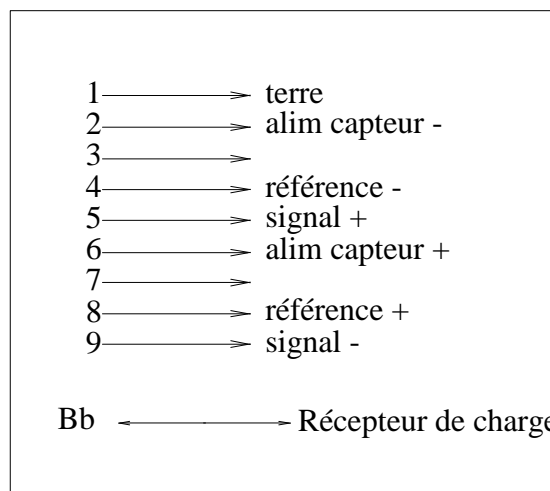 1 terre
2 alim capteur -
3
4 référence -
5 signal +
6 alim capteur +
7
8 référence +
9 signal -
Bb Récepteur de charge